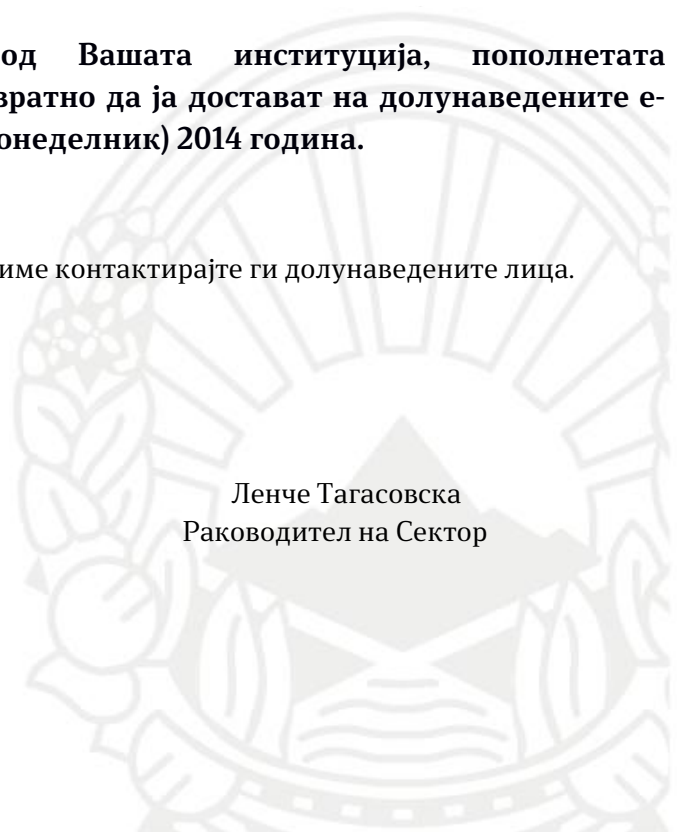 од Вашата институција, пополнетата
вратно да ја достават на долунаведените е-
онеделник) 2014 година.
име контактирајте ги долунаведените лица.
Ленче Тагасовска
Раководител на Сектор